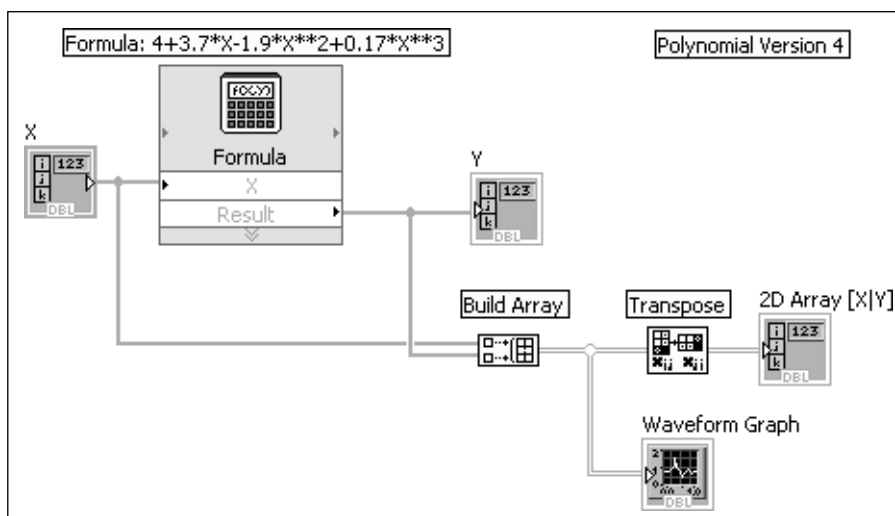 Formula: 4+3.7*X-1.9*X**2+0.17*X**3
Polynomial Version 4
f(X,Y)
X
i
j
k
123
DBL
Formula
X
Result
Y
i
j
k
123
DBL
Build Array
Transpose
2D Array [X|Y]
i
j
k
123
DBL
Waveform Graph
DBL